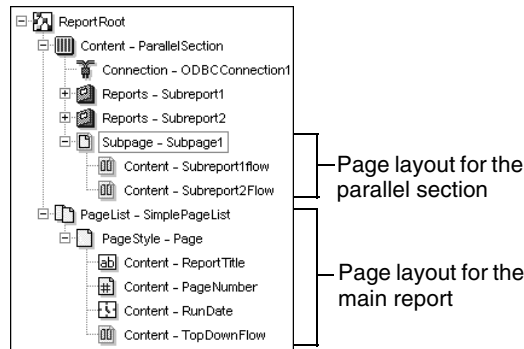 ReportRoot
Content - ParallelSection
Connection - ODBCConnection1
Reports - Subreport1
Reports - Subreport2
Subpage - Subpage1
Content - Subreport1flow
Content - Subreport2Flow
PageList - SimplePageList
PageStyle - Page
ab Content - ReportTitle
# Content - PageNumber
Content - RunDate
Content - TopDownFlow
Page layout for the
parallel section
Page layout for the
main report